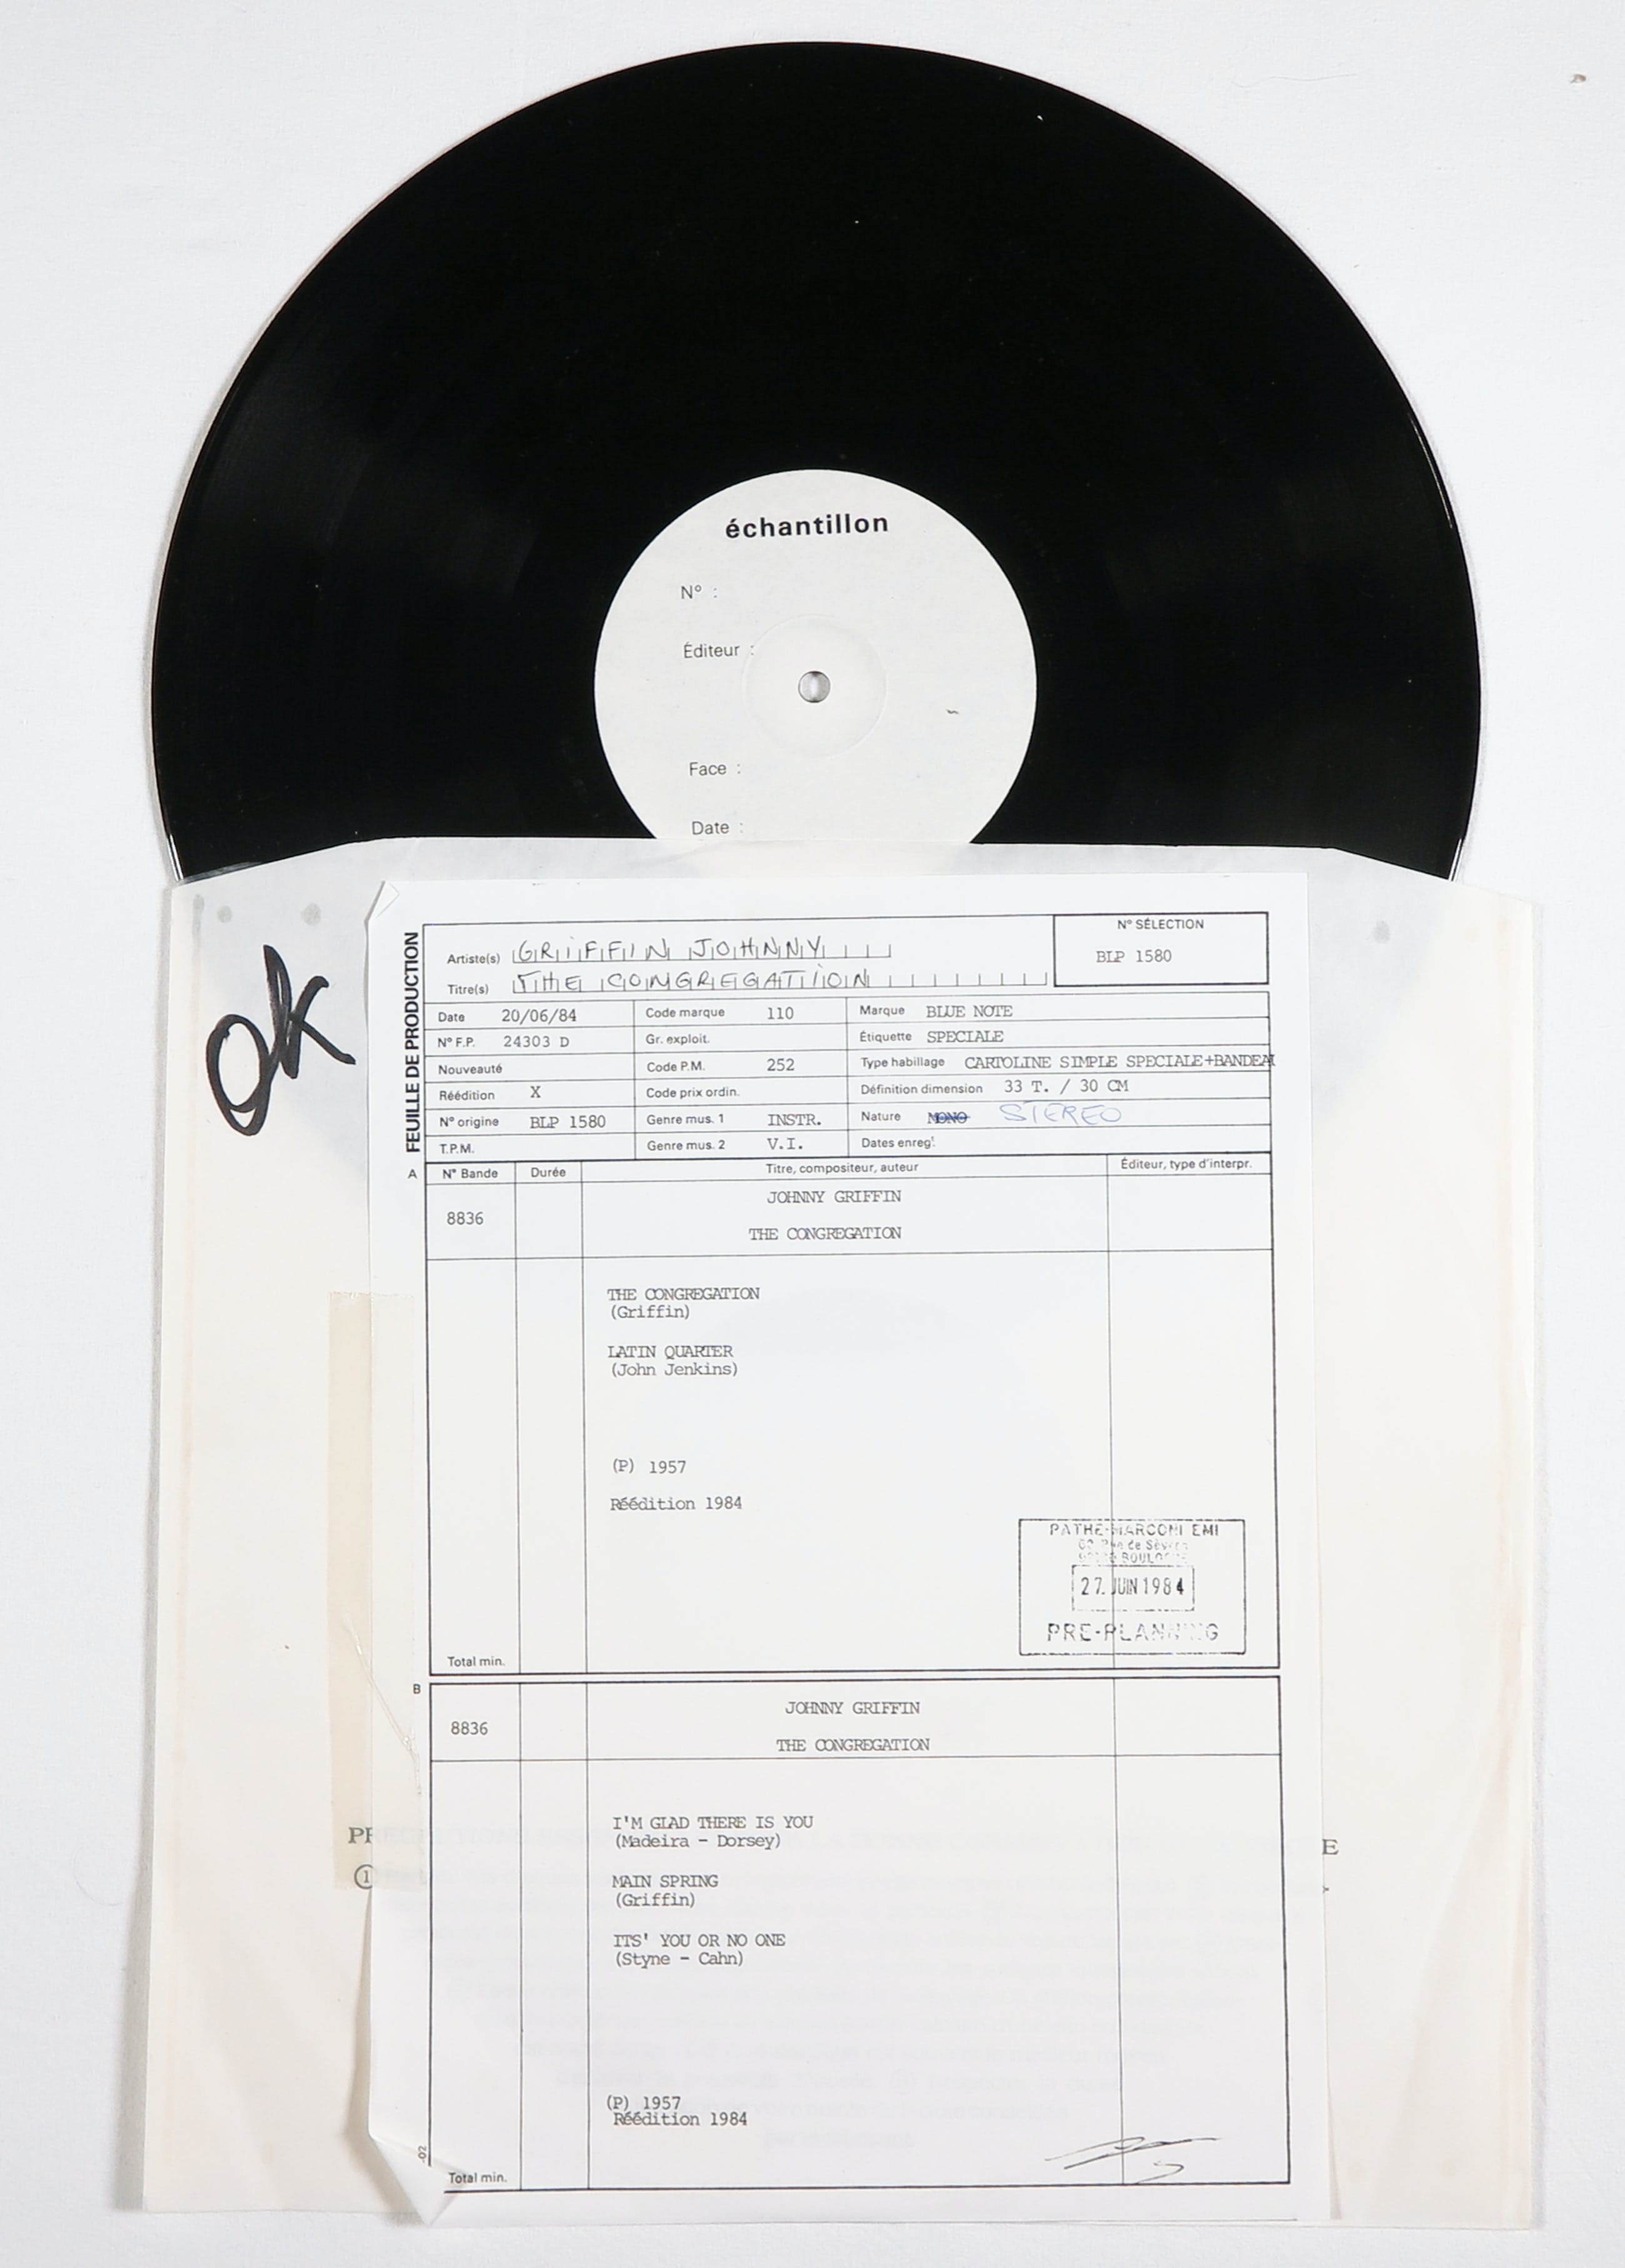 échantillon
N° :
Éditeur :
Face :
Date :
OK
FEUILLE DE PRODUCTION
Artiste(s) GRIFFIN JOHNNY
Titre(s) THE CONGREGATION
N° SÉLECTION
BLP 1580
Date 20/06/84 Code marque 110 Marque BLUE NOTE
N° F.P. 24303 D Gr. exploit. Étiquette SPECIALE
Nouveauté Code P.M. 252 Type habillage CARTOLINE SIMPLE SPECIALE+BANDEA
Réédition X Code prix ordin. Définition dimension 33 T. / 30 CM
N° origine BLP 1580 Genre mus. 1 INSTR. Nature MONO STEREO
T.P.M. Genre mus. 2 V.I. Dates enregt.
A N° Bande Durée Titre, compositeur, auteur Éditeur, type d'interpr.
JOHNNY GRIFFIN
8836
THE CONGREGATION
THE CONGREGATION
(Griffin)
LATIN QUARTER
(John Jenkins)
(P) 1957
Réédition 1984
PATHE-MARCONI EMI
de Sèvres
BOULOGNE
27. JUIN 1984
PRE-PLANNING
Total min.
B
JOHNNY GRIFFIN
8836
THE CONGREGATION
I'M GLAD THERE IS YOU
(Madeira - Dorsey)
MAIN SPRING
(Griffin)
ITS' YOU OR NO ONE
(Styne - Cahn)
(P) 1957
Réédition 1984
-02
Total min.